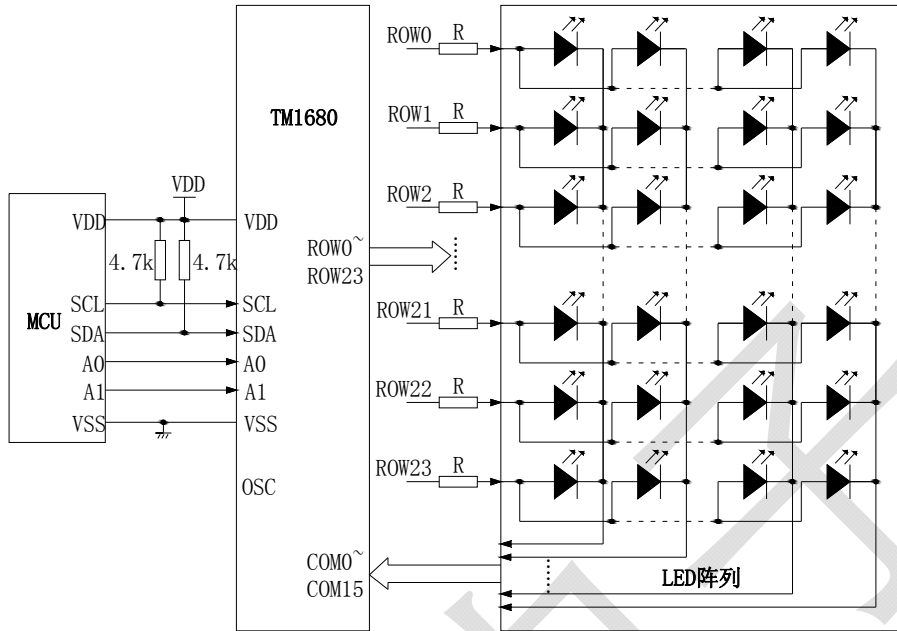 MCU
VDD
SCL
SDA
A0
A1
VSS
VDD
4.7k
4.7k
TM1680
VDD
SCL
SDA
A0
A1
VSS
OSC
ROW0~
ROW23
COM0~
COM15
ROW0 R
ROW1 R
ROW2 R
ROW21 R
ROW22 R
ROW23 R
LED阵列